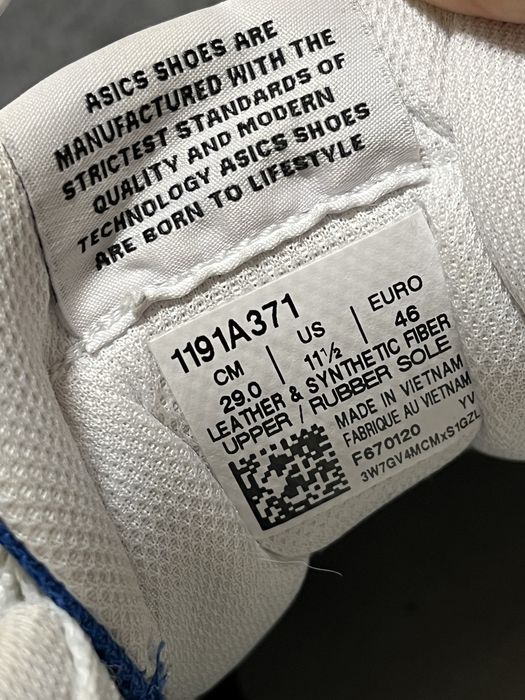 ASICS SHOES ARE
MANUFACTURED WITH THE
STRICTEST STANDARDS OF
QUALITY AND MODERN
TECHNOLOGY ASICS SHOES
ARE BORN TO LIFESTYLE
1191A371
CM | US | EURO
29.0 11½ 46
LEATHER & SYNTHETIC FIBER
UPPER / RUBBER SOLE
MADE IN VIETNAM
FABRIQUE AU VIETNAM
F670120 YV
3W7GV4MCMxS1GZL